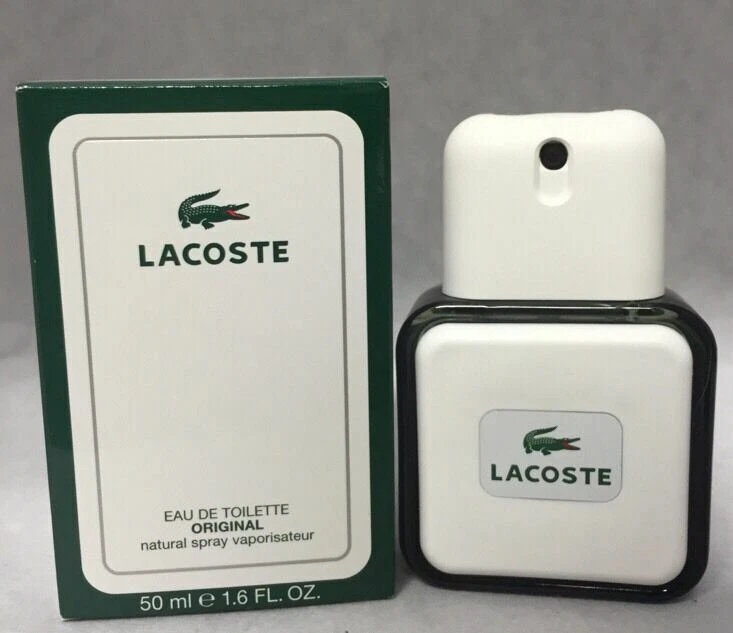 LACOSTE
EAU DE TOILETTE
ORIGINAL
natural spray vaporisateur
50 ml ℮ 1.6 FL. OZ.
LACOSTE